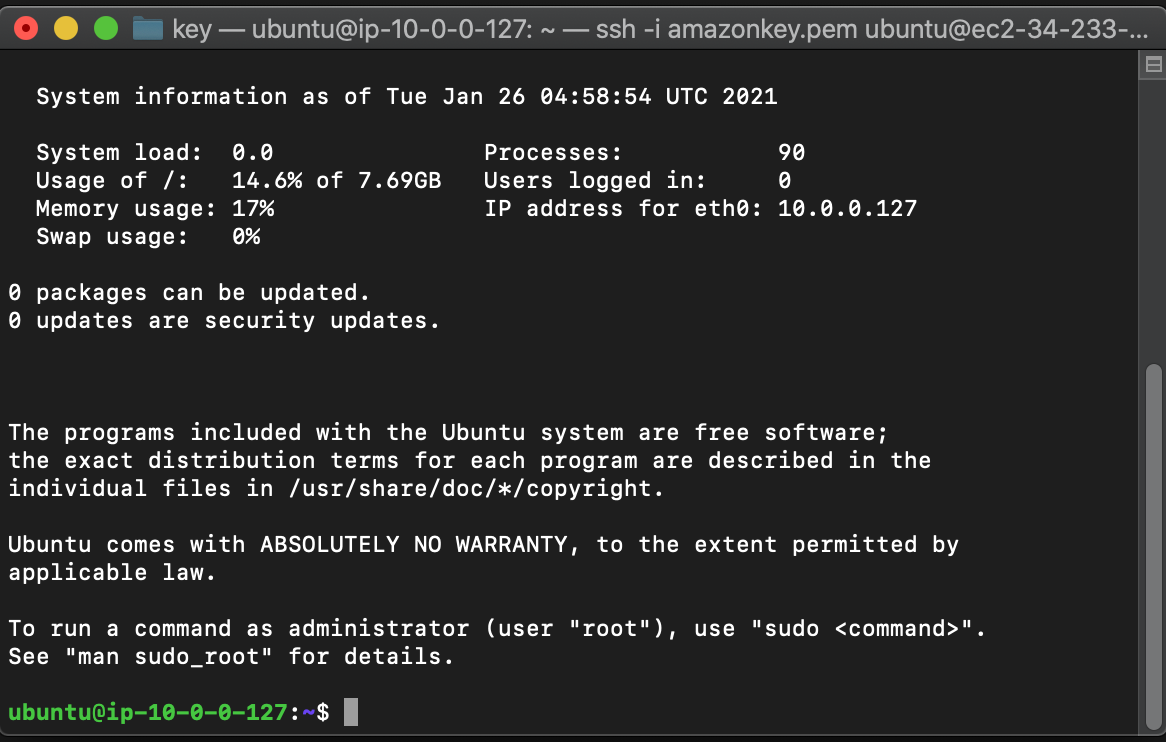 key — ubuntu@ip-10-0-0-127: ~ — ssh -i amazonkey.pem ubuntu@ec2-34-233-...
System information as of Tue Jan 26 04:58:54 UTC 2021
System load: 0.0 Processes: 90
Usage of /: 14.6% of 7.69GB Users logged in: 0
Memory usage: 17% IP address for eth0: 10.0.0.127
Swap usage: 0%
0 packages can be updated.
0 updates are security updates.
The programs included with the Ubuntu system are free software;
the exact distribution terms for each program are described in the
individual files in /usr/share/doc/*/copyright.
Ubuntu comes with ABSOLUTELY NO WARRANTY, to the extent permitted by
applicable law.
To run a command as administrator (user "root"), use "sudo <command>".
See "man sudo_root" for details.
ubuntu@ip-10-0-0-127:~$